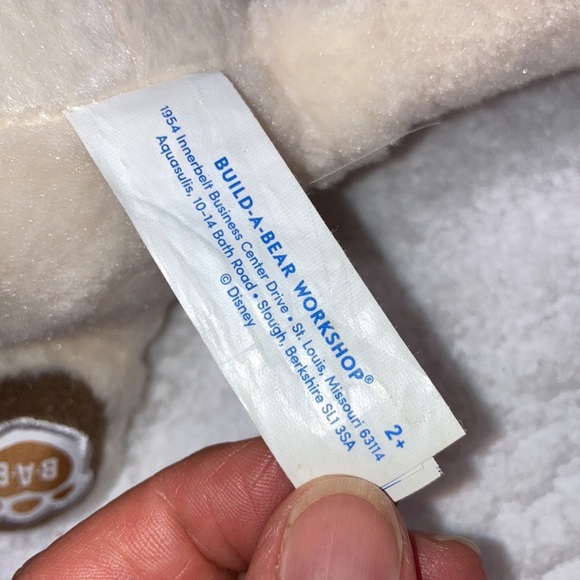 BUILD-A-BEAR WORKSHOP®
1954 Innerbelt Business Center Drive • St. Louis, Missouri 63114
Aquasulis, 10-14 Bath Road • Slough, Berkshire SL1 3SA
© Disney
2+
BAB